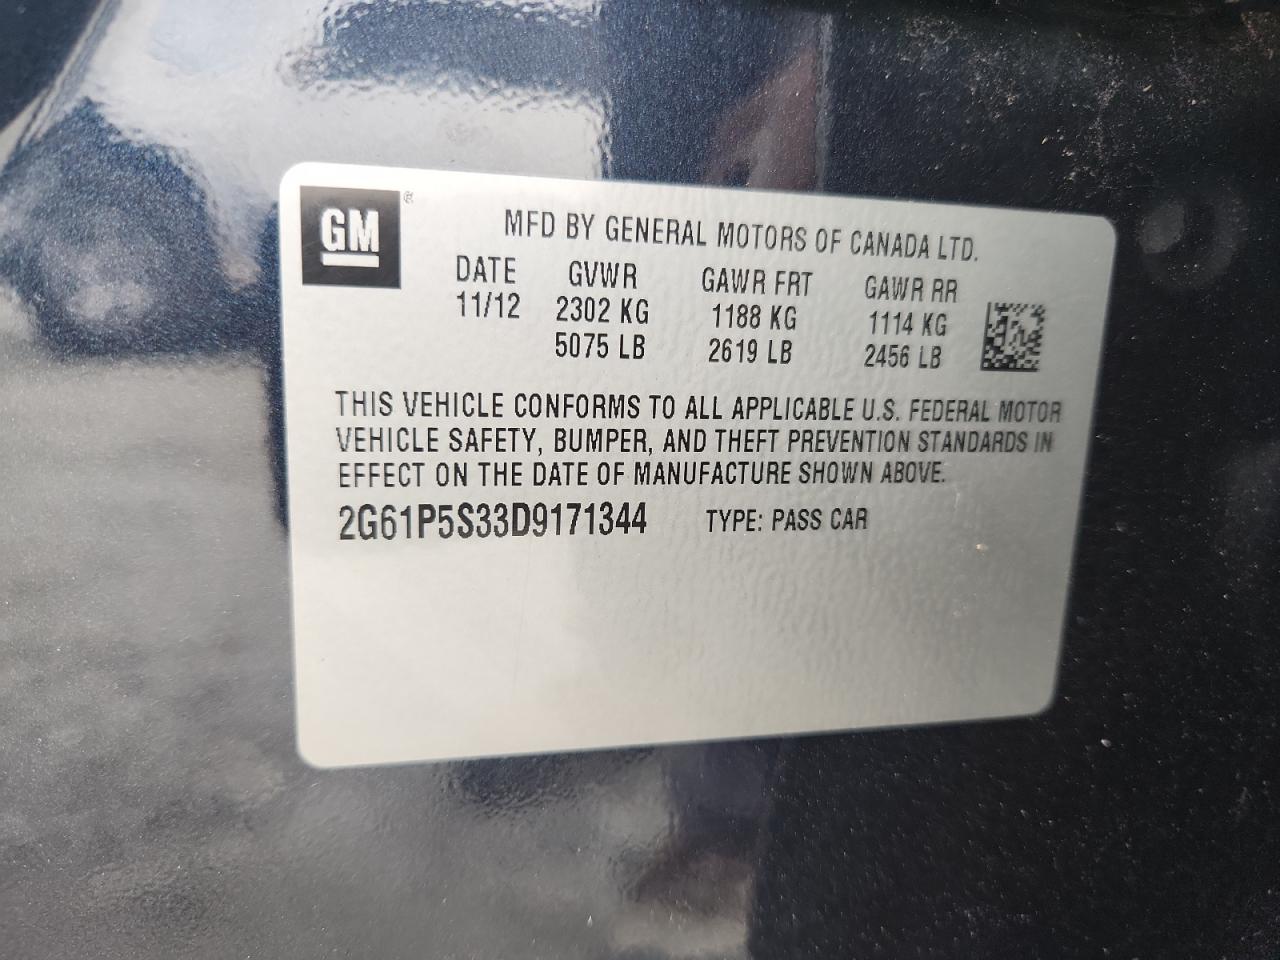 GM ®
MFD BY GENERAL MOTORS OF CANADA LTD.
DATE GVWR GAWR FRT GAWR RR
11/12 2302 KG 1188 KG 1114 KG
5075 LB 2619 LB 2456 LB
THIS VEHICLE CONFORMS TO ALL APPLICABLE U.S. FEDERAL MOTOR
VEHICLE SAFETY, BUMPER, AND THEFT PREVENTION STANDARDS IN
EFFECT ON THE DATE OF MANUFACTURE SHOWN ABOVE.
2G61P5S33D9171344 TYPE: PASS CAR